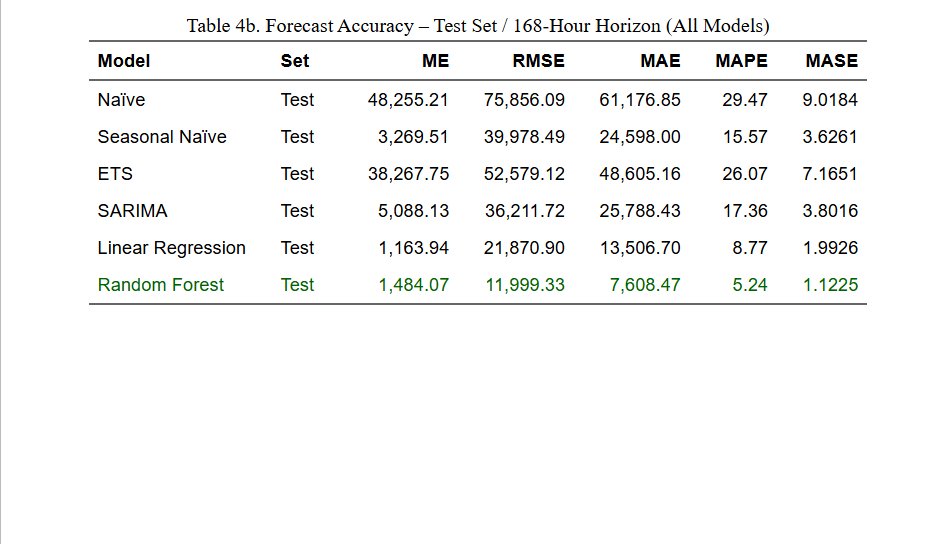 Table 4b. Forecast Accuracy – Test Set / 168-Hour Horizon (All Models)
Model Set ME RMSE MAE MAPE MASE
Naïve Test 48,255.21 75,856.09 61,176.85 29.47 9.0184
Seasonal Naïve Test 3,269.51 39,978.49 24,598.00 15.57 3.6261
ETS Test 38,267.75 52,579.12 48,605.16 26.07 7.1651
SARIMA Test 5,088.13 36,211.72 25,788.43 17.36 3.8016
Linear Regression Test 1,163.94 21,870.90 13,506.70 8.77 1.9926
Random Forest Test 1,484.07 11,999.33 7,608.47 5.24 1.1225